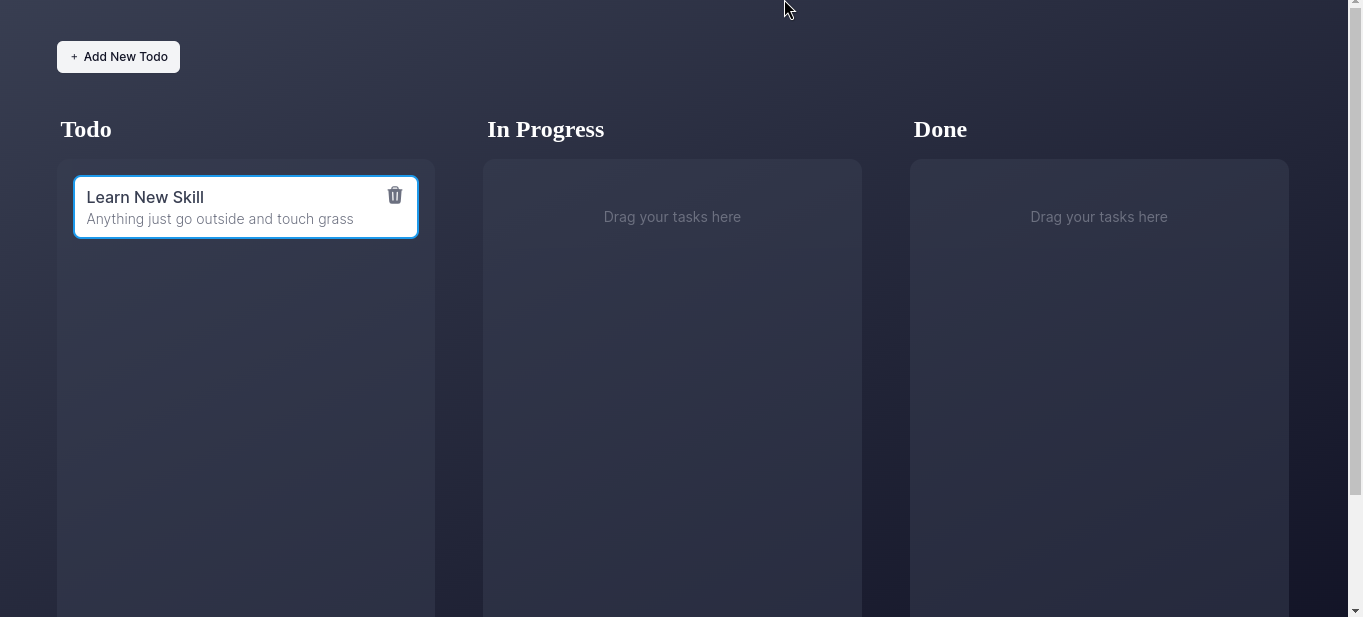 + Add New Todo
Todo
In Progress
Done
Learn New Skill
Anything just go outside and touch grass
Drag your tasks here
Drag your tasks here